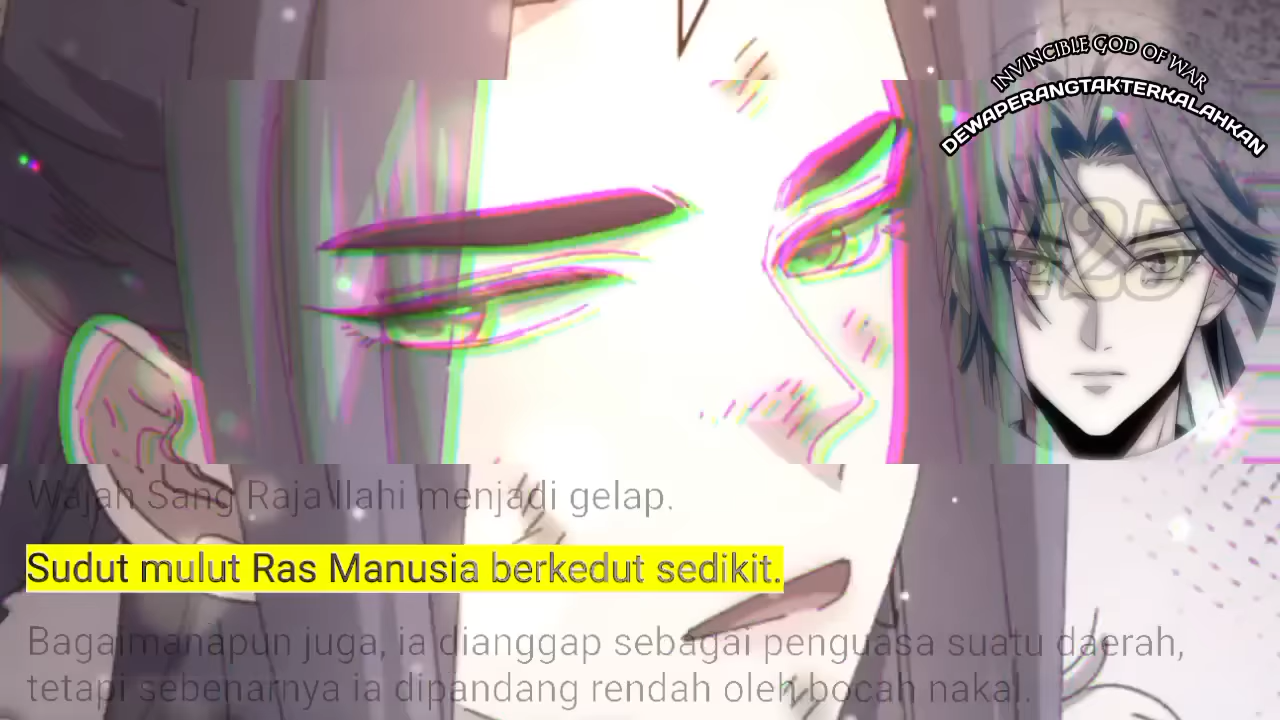 INVINCIBLE GOD OF WAR
DEWAPERANGTAKTERKALAHKAN
425
Wajah Sang Raja Ilahi menjadi gelap.
Sudut mulut Ras Manusia berkedut sedikit.
Bagaimanapun juga, ia dianggap sebagai penguasa suatu daerah,
tetapi sebenarnya ia dipandang rendah oleh bocah nakal.